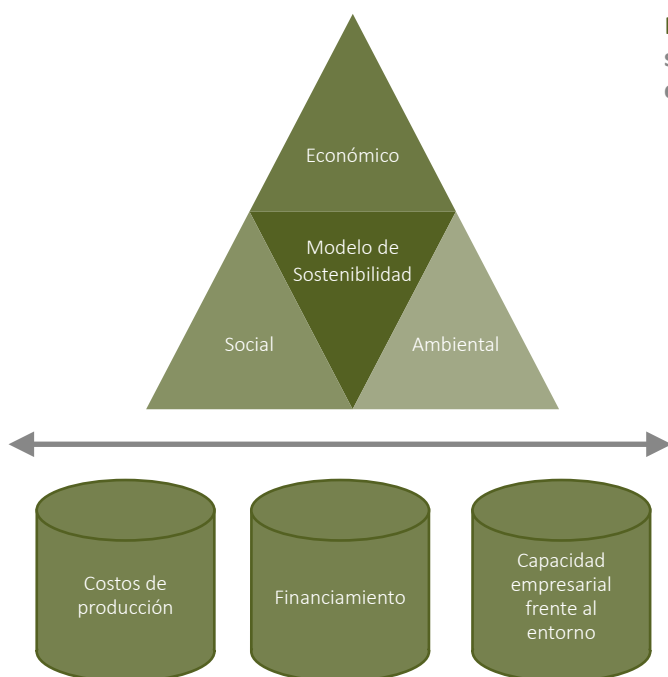 Económico
Modelo de
Sostenibilidad
Social
Ambiental
Costos de
producción
Financiamiento
Capacidad
empresarial
frente al
entorno